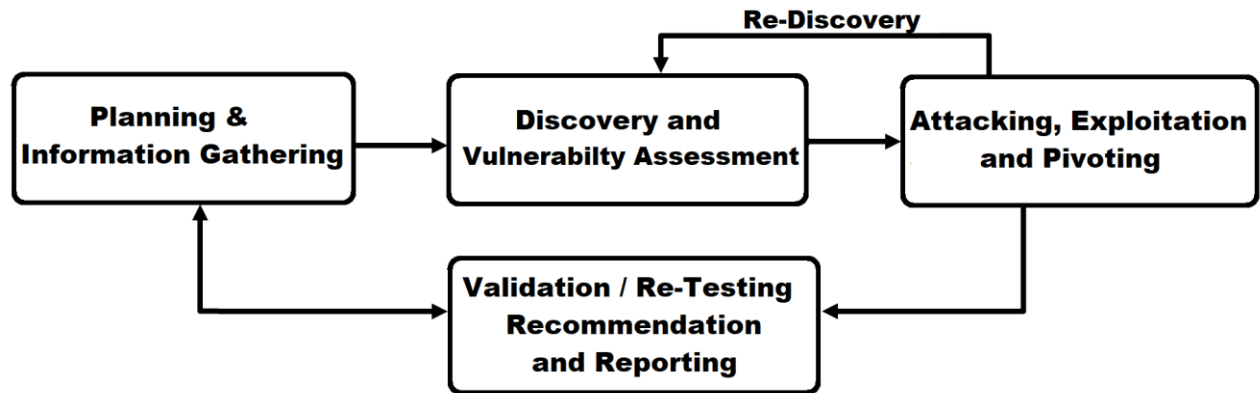 Re-Discovery
Planning &
Information Gathering
Discovery and
Vulnerabilty Assessment
Attacking, Exploitation
and Pivoting
Validation / Re-Testing
Recommendation
and Reporting